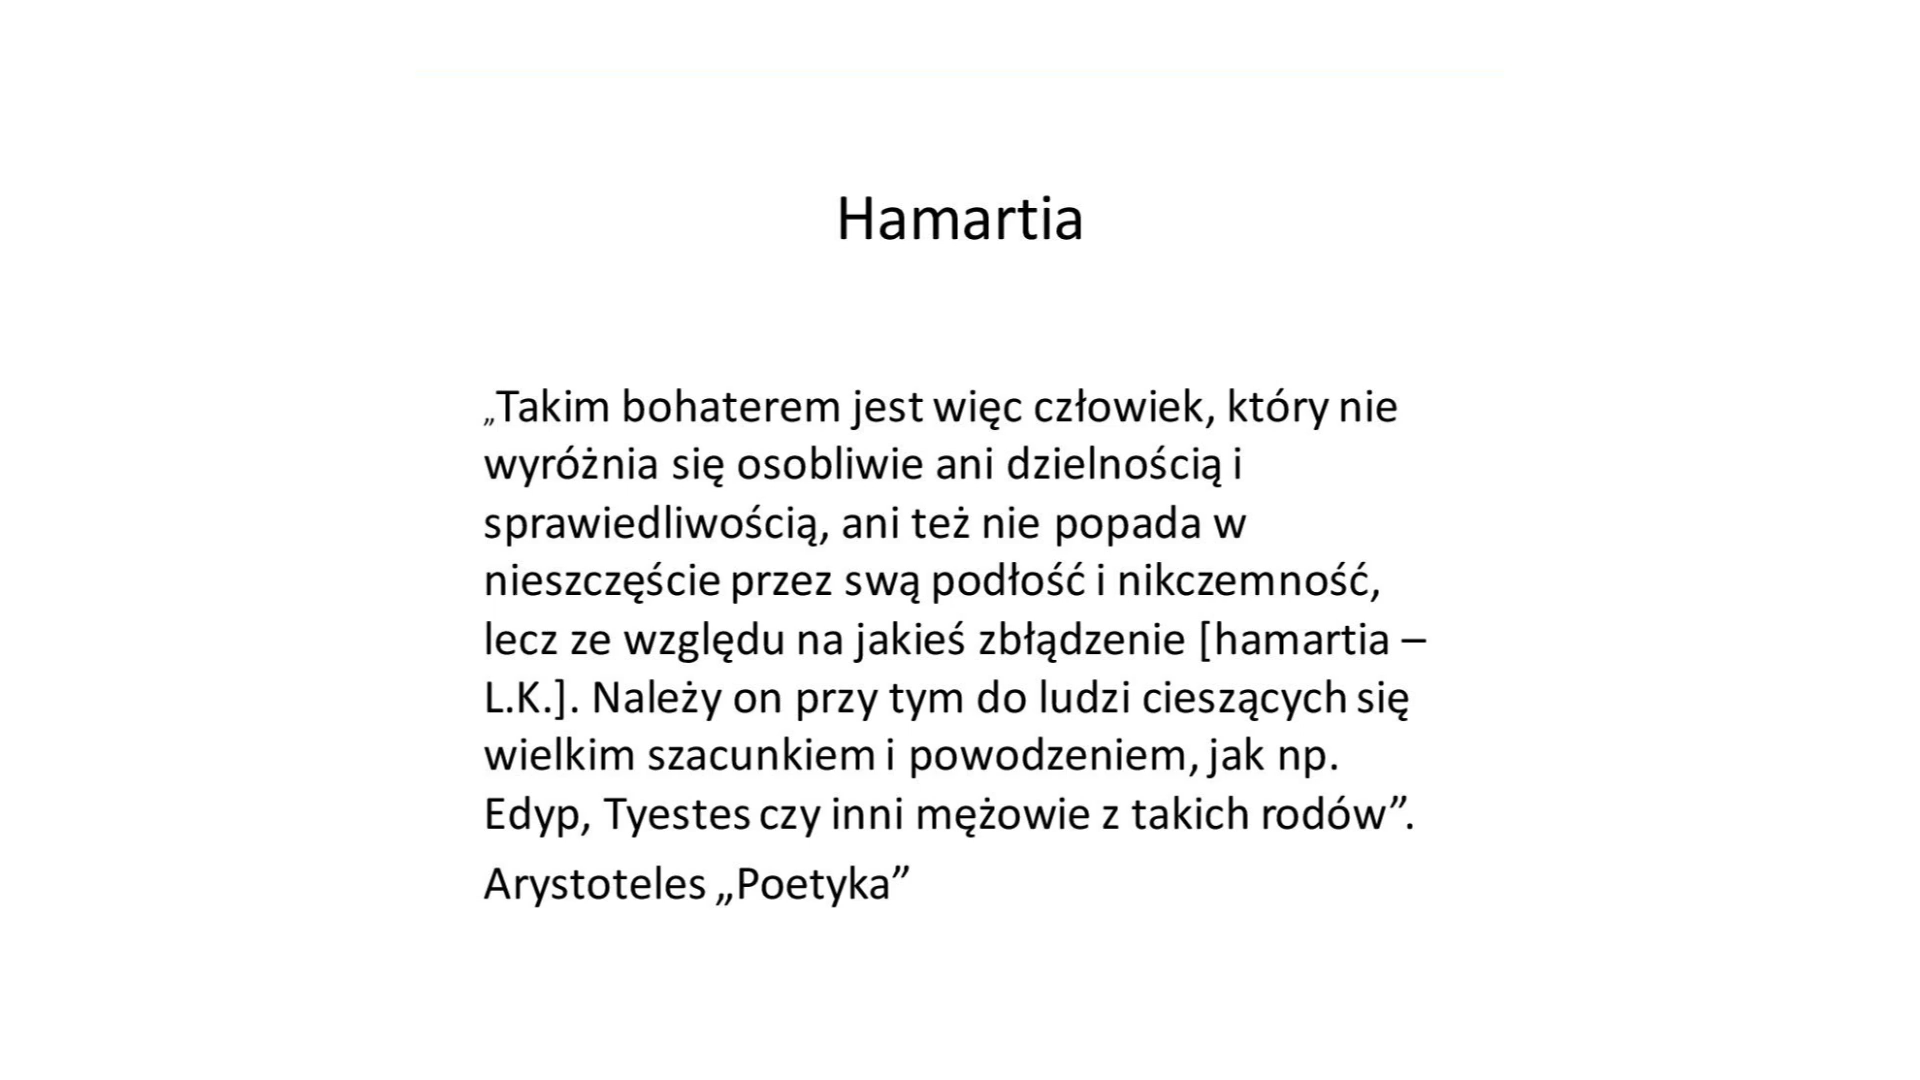 Hamartia
„Takim bohaterem jest więc człowiek, który nie
wyróżnia się osobliwie ani dzielnością i
sprawiedliwością, ani też nie popada w
nieszczęście przez swą podłość i nikczemność,
lecz ze względu na jakieś zbłądzenie [hamartia –
L.K.]. Należy on przy tym do ludzi cieszących się
wielkim szacunkiem i powodzeniem, jak np.
Edyp, Tyestes czy inni mężowie z takich rodów”.
Arystoteles „Poetyka”